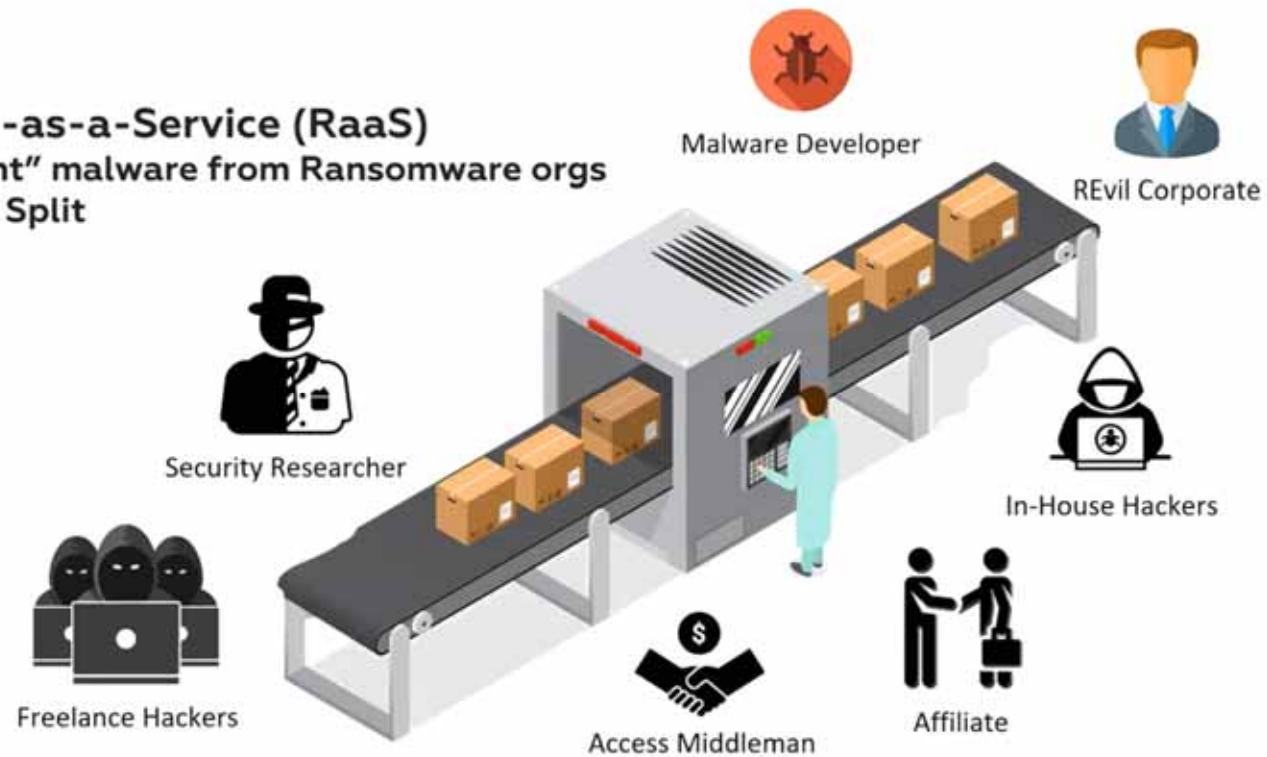 -as-a-Service (RaaS)
nt” malware from Ransomware orgs
Split
Malware Developer
REvil Corporate
Security Researcher
In-House Hackers
Freelance Hackers
Affiliate
Access Middleman
$